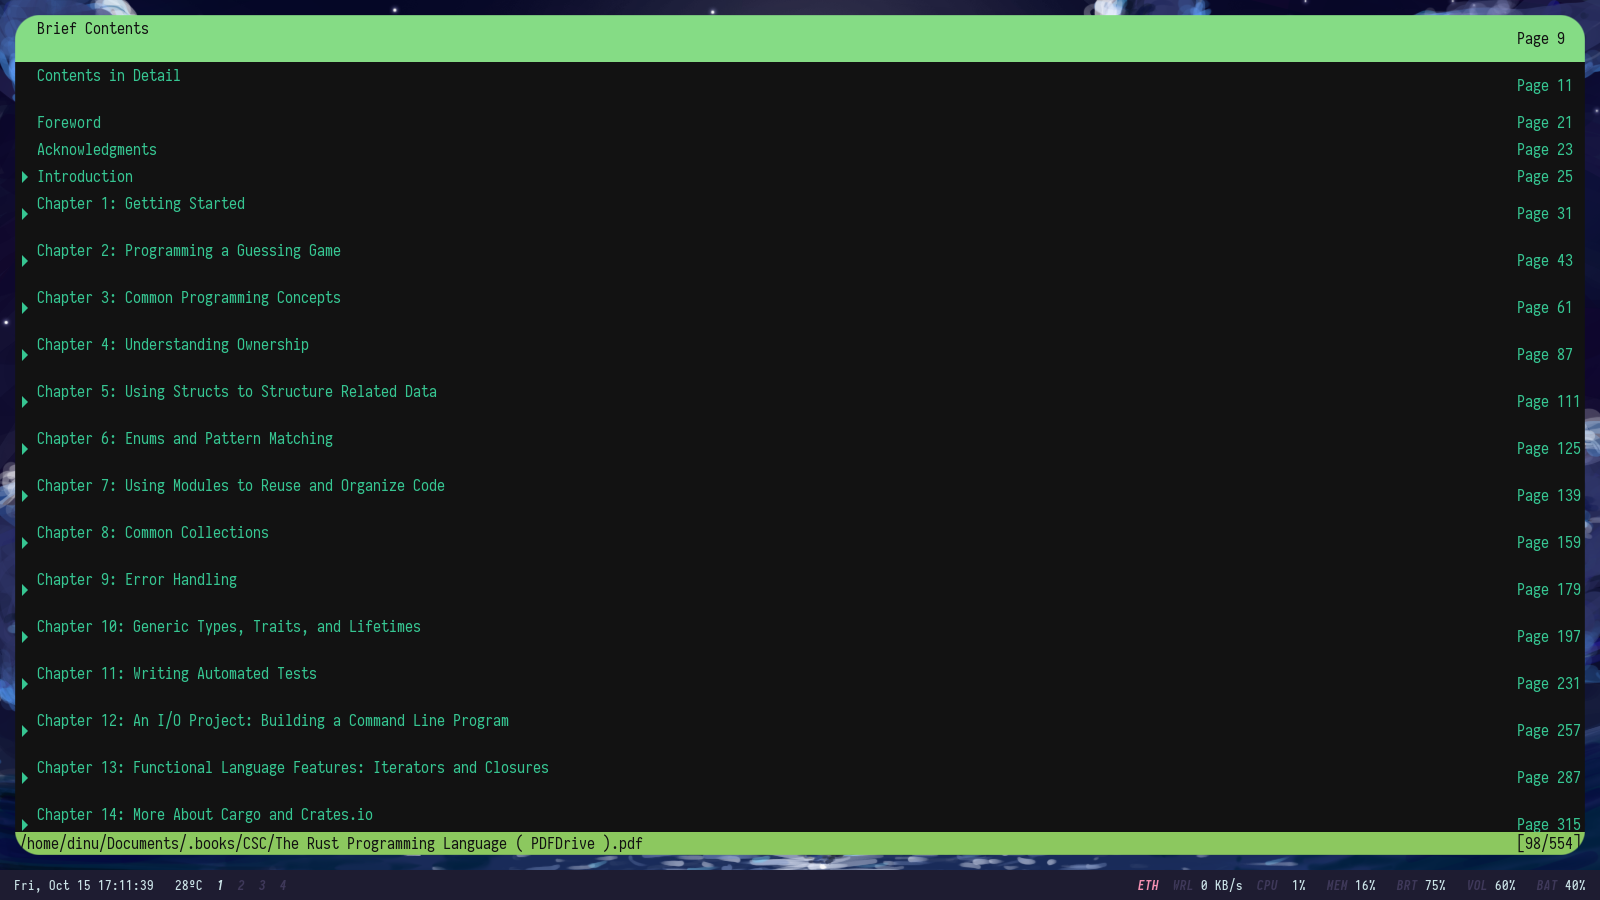 Brief Contents Page 9
Contents in Detail Page 11
Foreword Page 21
Acknowledgments Page 23
Introduction Page 25
Chapter 1: Getting Started Page 31
Chapter 2: Programming a Guessing Game Page 43
Chapter 3: Common Programming Concepts Page 61
Chapter 4: Understanding Ownership Page 87
Chapter 5: Using Structs to Structure Related Data Page 111
Chapter 6: Enums and Pattern Matching Page 125
Chapter 7: Using Modules to Reuse and Organize Code Page 139
Chapter 8: Common Collections Page 159
Chapter 9: Error Handling Page 179
Chapter 10: Generic Types, Traits, and Lifetimes Page 197
Chapter 11: Writing Automated Tests Page 231
Chapter 12: An I/O Project: Building a Command Line Program Page 257
Chapter 13: Functional Language Features: Iterators and Closures Page 287
Chapter 14: More About Cargo and Crates.io Page 315
/home/dinu/Documents/.books/CSC/The Rust Programming Language ( PDFDrive ).pdf [98/554]
Fri, Oct 15 17:11:39 28ºC 1 2 3 4 ETH WRL 0 KB/s CPU 1% MEM 16% BRT 75% VOL 60% BAT 40%